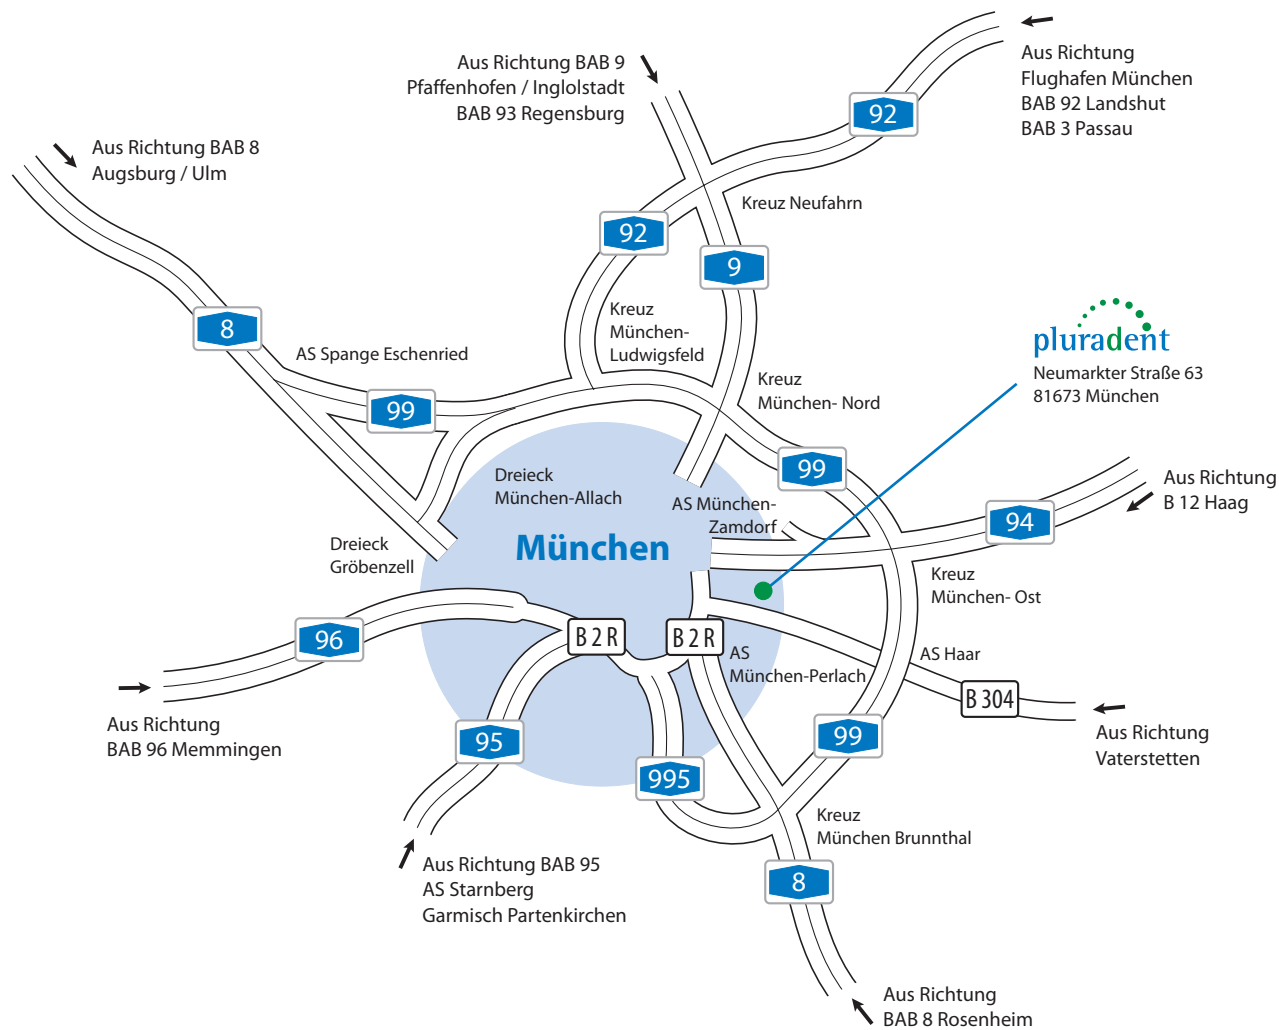 Aus Richtung
Flughafen München
BAB 92 Landshut
BAB 3 Passau
Aus Richtung BAB 9
Pfaffenhofen / Inglolstadt
BAB 93 Regensburg
92
Aus Richtung BAB 8
Augsburg / Ulm
Kreuz Neufahrn
92
9
8
Kreuz
München-
Ludwigsfeld
pluradent
Neumarkter Straße 63
81673 München
AS Spange Eschenried
99
Kreuz
München- Nord
99
Dreieck
München-Allach
AS München-
Zamdorf
94
Aus Richtung
B 12 Haag
Dreieck
Gröbenzell
München
Kreuz
München- Ost
96
B 2 R
B 2 R
AS
München-Perlach
AS Haar
B 304
Aus Richtung
BAB 96 Memmingen
95
995
99
Aus Richtung
Vaterstetten
Kreuz
München Brunnthal
Aus Richtung BAB 95
AS Starnberg
Garmisch Partenkirchen
8
Aus Richtung
BAB 8 Rosenheim